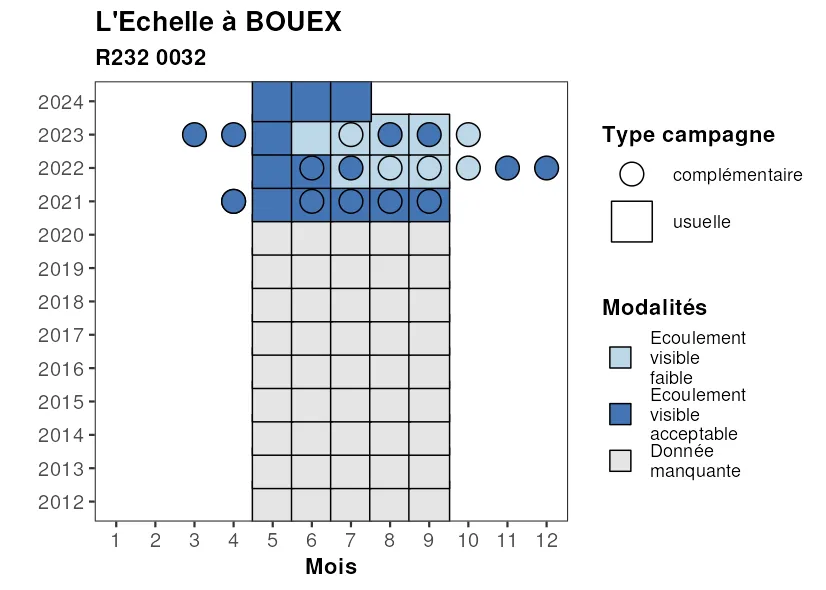 L'Echelle à BOUEX
R232 0032
2024
2023
2022
2021
2020
2019
2018
2017
2016
2015
2014
2013
2012
1 2 3 4 5 6 7 8 9 10 11 12
Mois
Type campagne
complémentaire
usuelle
Modalités
Ecoulement
visible
faible
Ecoulement
visible
acceptable
Donnée
manquante